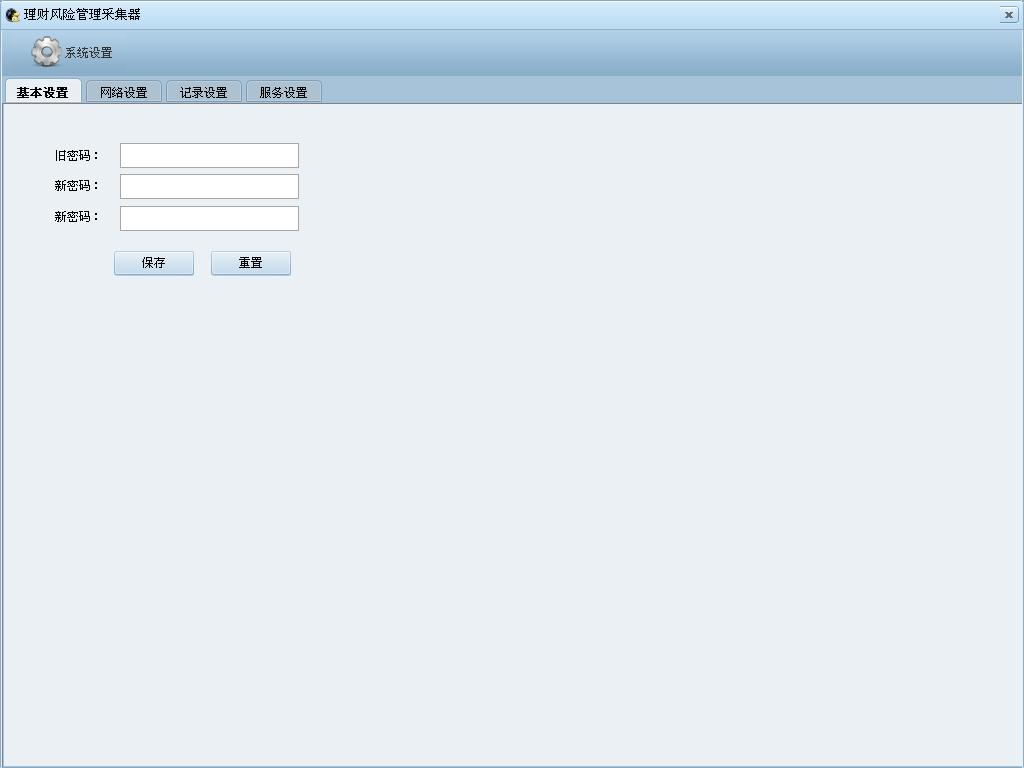 理财风险管理采集器
系统设置
基本设置 网络设置 记录设置 服务设置
旧密码：
新密码：
新密码：
保存 重置